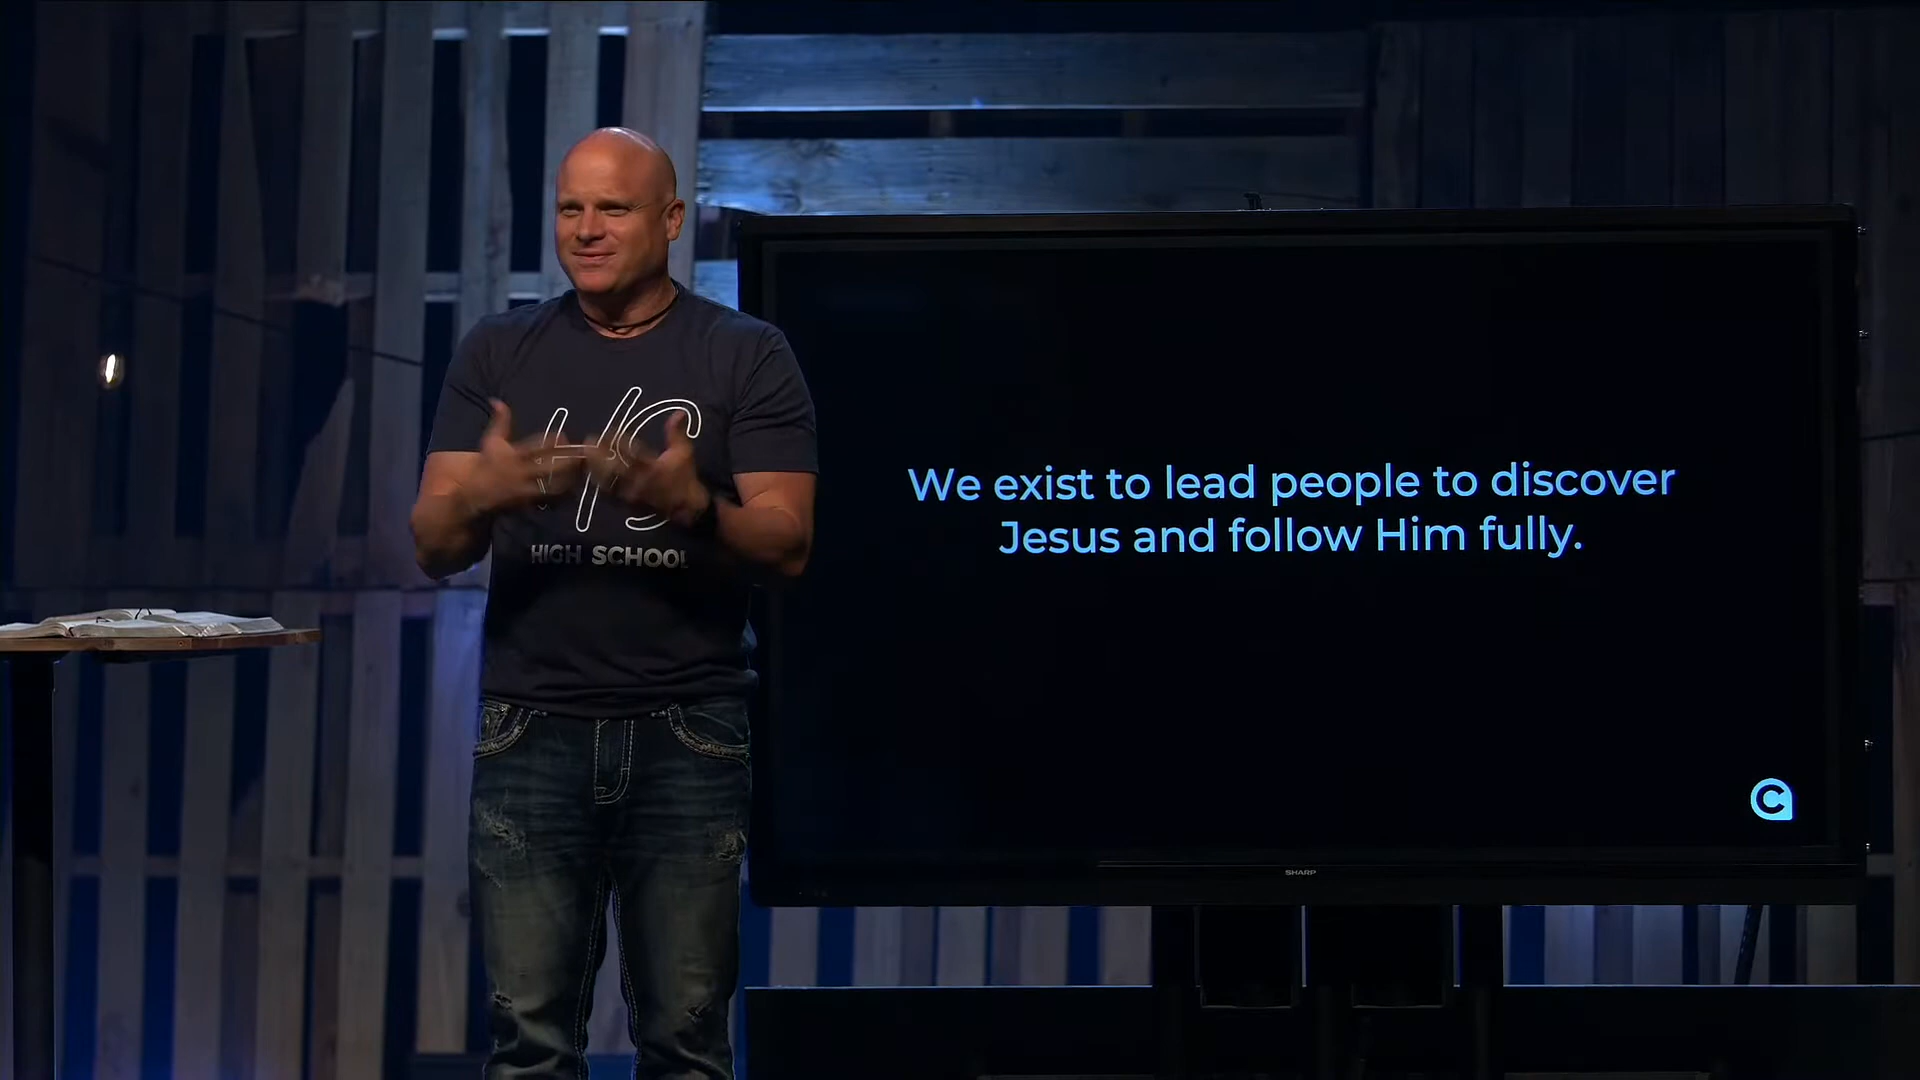 HS
HIGH SCHOOL
We exist to lead people to discover
Jesus and follow Him fully.
SHARP